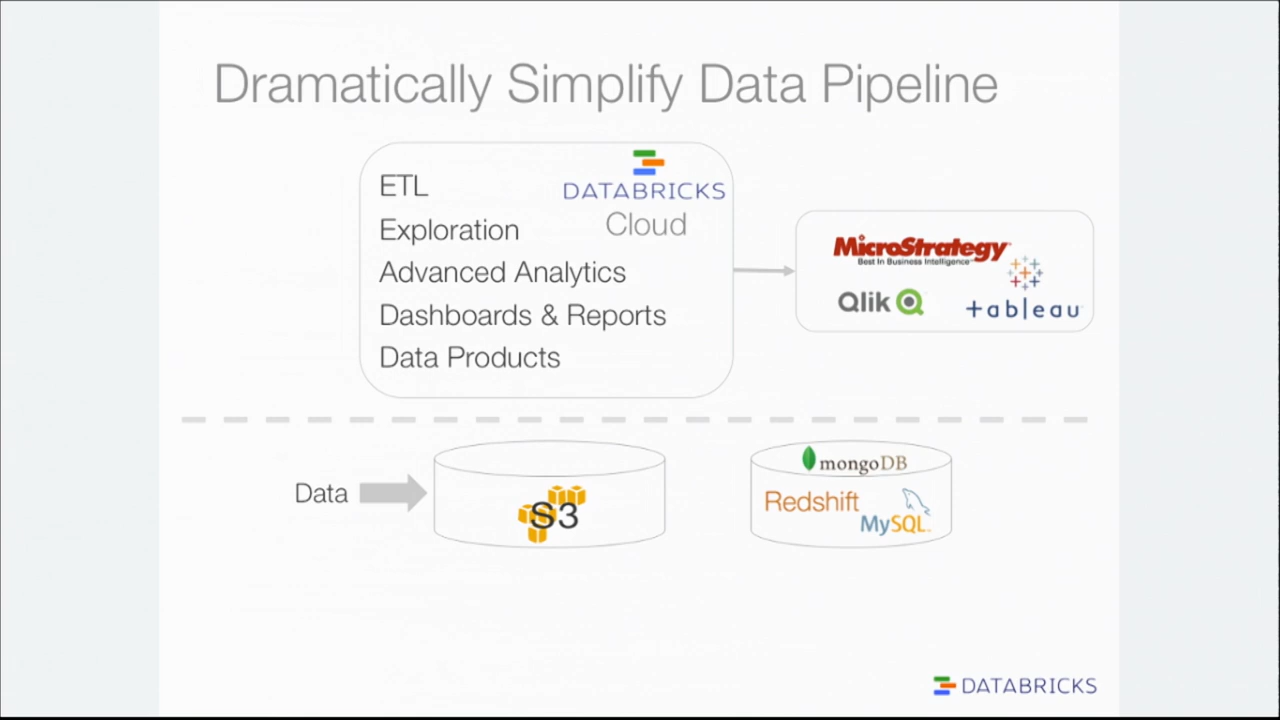 Dramatically Simplify Data Pipeline
ETL
DATABRICKS
Cloud
Exploration
Advanced Analytics
Dashboards & Reports
Data Products
MicroStrategy
Best In Business Intelligence
Qlik
+ableau
Data
S3
mongoDB
Redshift
MySQL
DATABRICKS